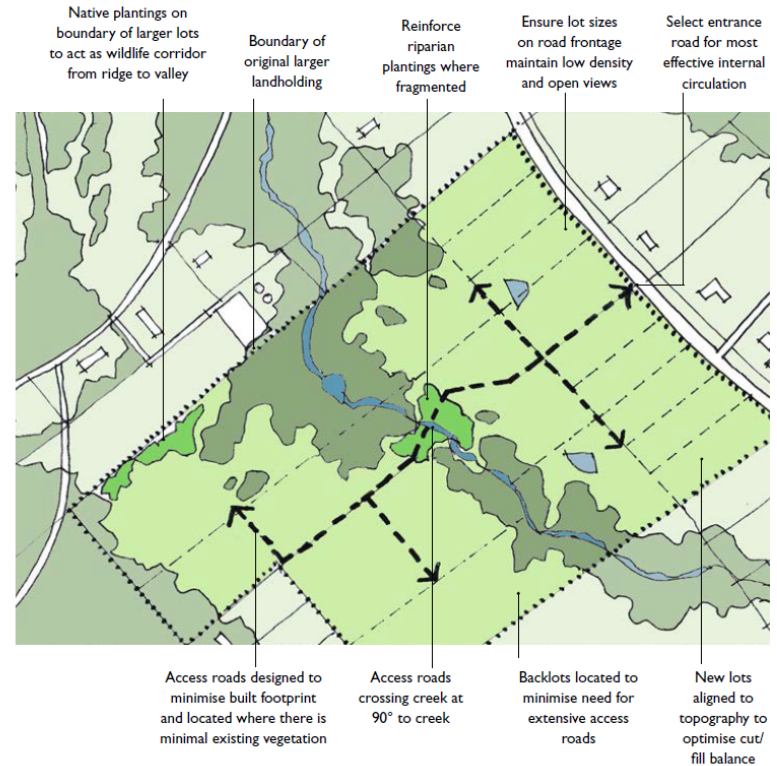 Native plantings on
boundary of larger lots
to act as wildlife corridor
from ridge to valley
Boundary of
original larger
landholding
Reinforce
riparian
plantings where
fragmented
Ensure lot sizes
on road frontage
maintain low density
and open views
Select entrance
road for most
effective internal
circulation
Access roads designed to
minimise built footprint
and located where there is
minimal existing vegetation
Access roads
crossing creek at
90° to creek
Backlots located to
minimise need for
extensive access
roads
New lots
aligned to
topography to
optimise cut/
fill balance